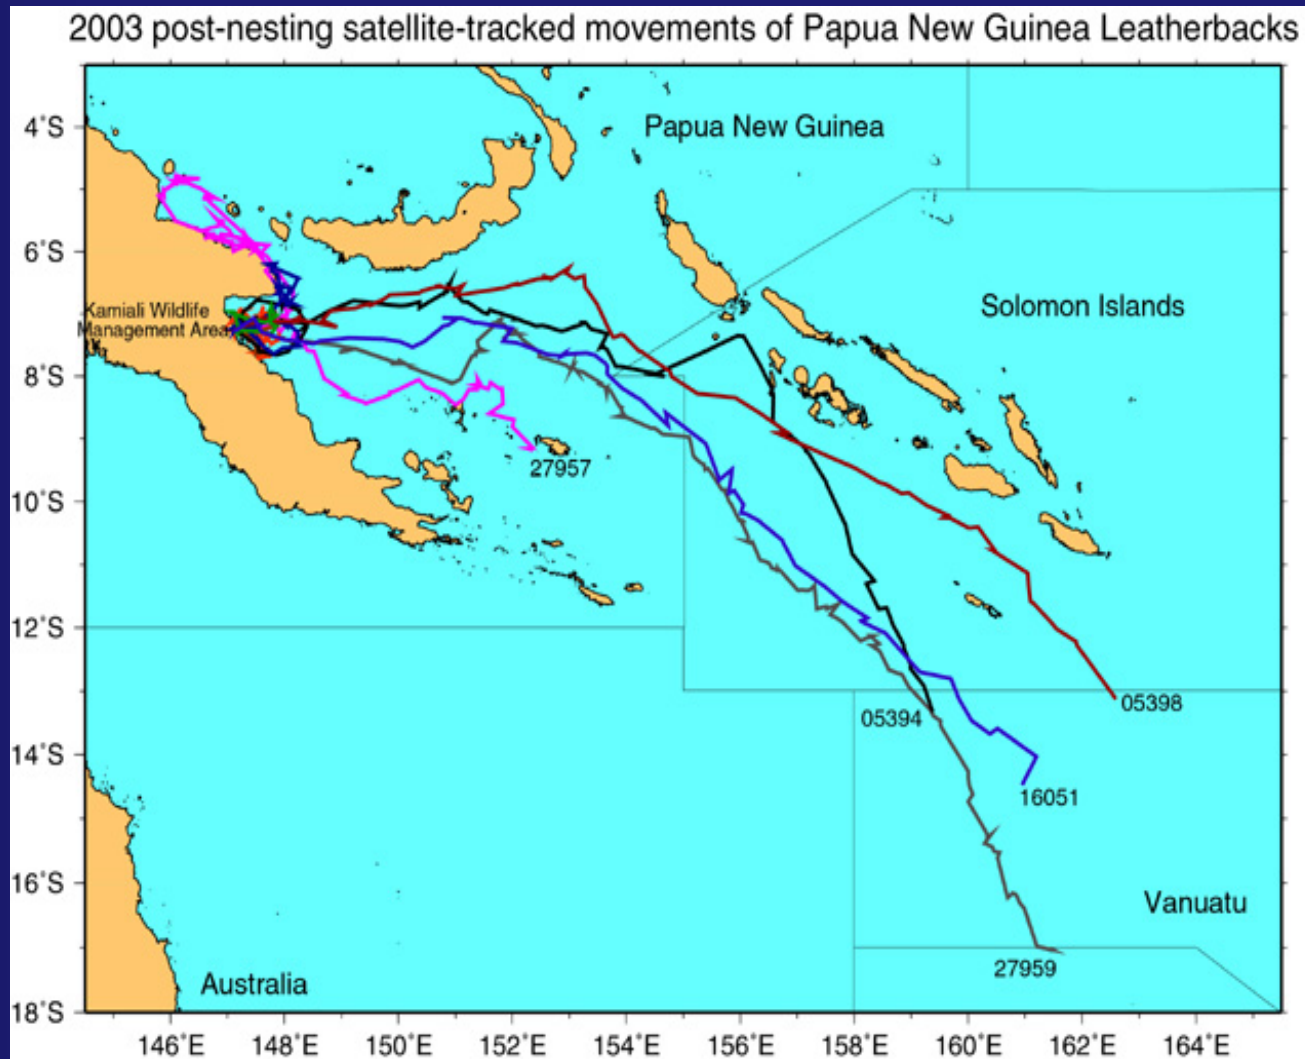 2003 post-nesting satellite-tracked movements of Papua New Guinea Leatherbacks
4°S
Papua New Guinea
6°S
Solomon Islands
Kamiali Wildlife
Management Area
8°S
27957
10°S
12°S
05398
05394
14°S
16051
16°S
Vanuatu
27959
Australia
18°S
146°E 148°E 150°E 152°E 154°E 156°E 158°E 160°E 162°E 164°E